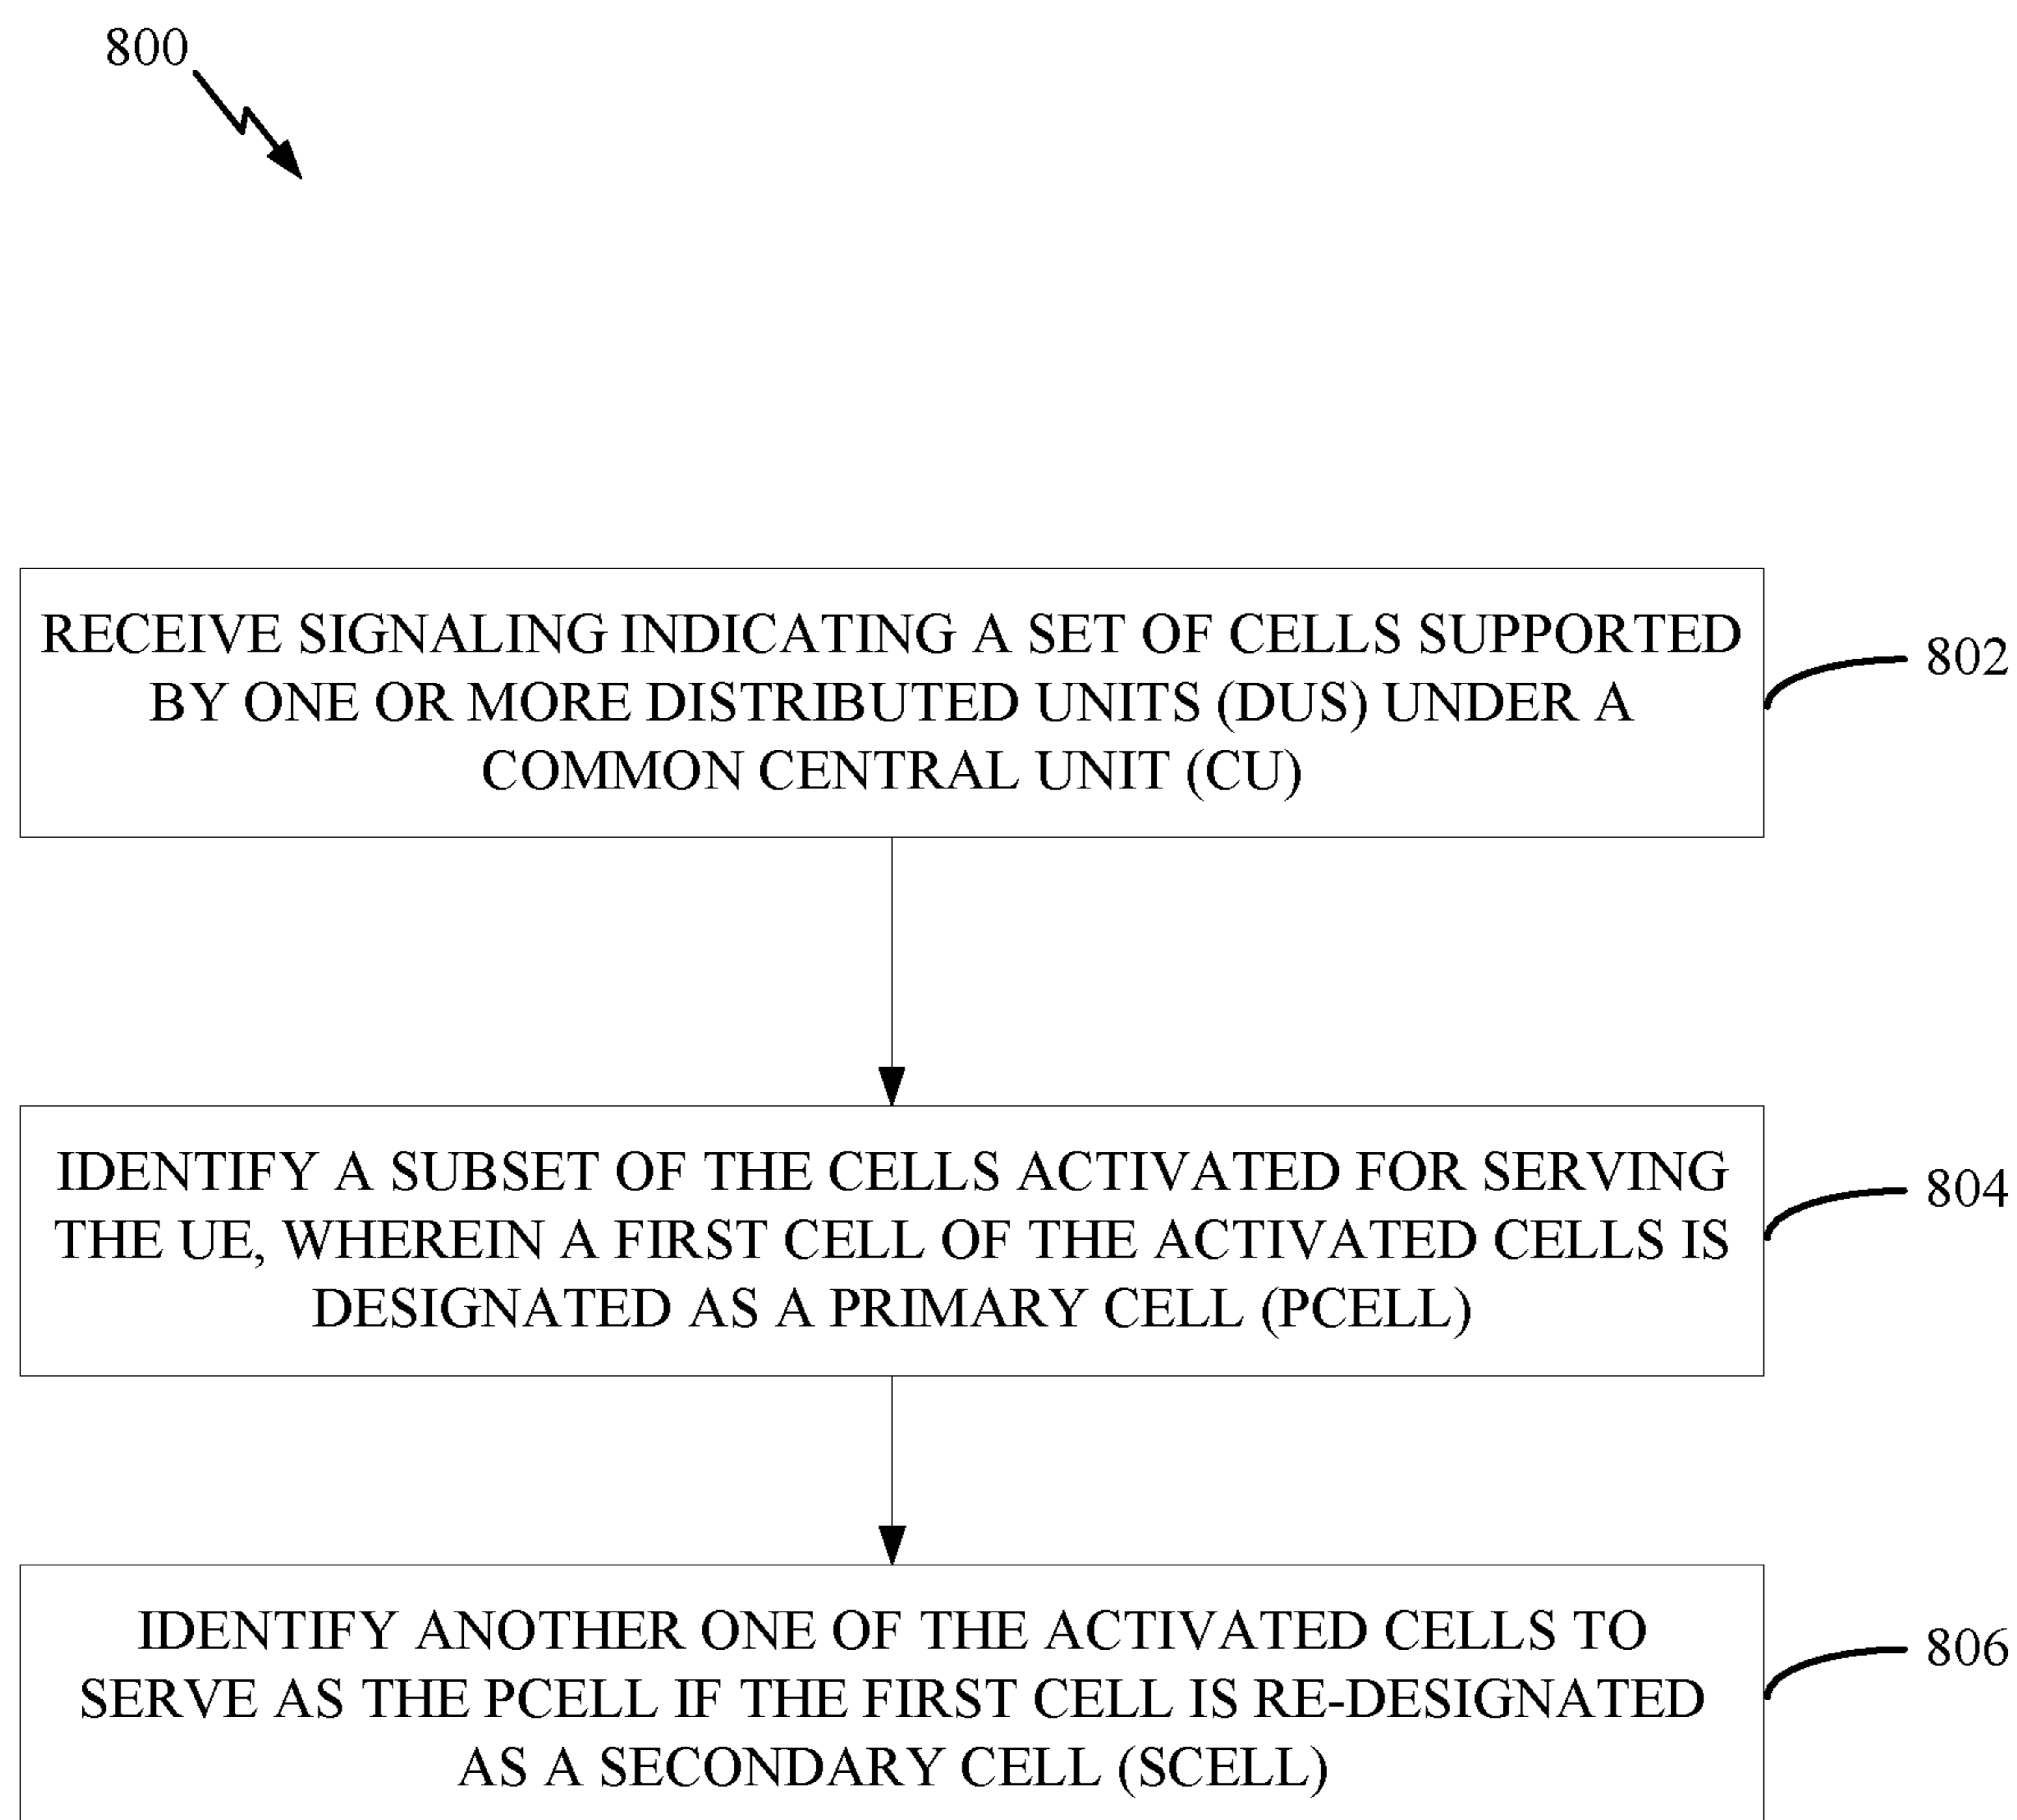 800
RECEIVE SIGNALING INDICATING A SET OF CELLS SUPPORTED
BY ONE OR MORE DISTRIBUTED UNITS (DUS) UNDER A
COMMON CENTRAL UNIT (CU)
802
IDENTIFY A SUBSET OF THE CELLS ACTIVATED FOR SERVING
THE UE, WHEREIN A FIRST CELL OF THE ACTIVATED CELLS IS
DESIGNATED AS A PRIMARY CELL (PCELL)
804
IDENTIFY ANOTHER ONE OF THE ACTIVATED CELLS TO
SERVE AS THE PCELL IF THE FIRST CELL IS RE-DESIGNATED
AS A SECONDARY CELL (SCELL)
806